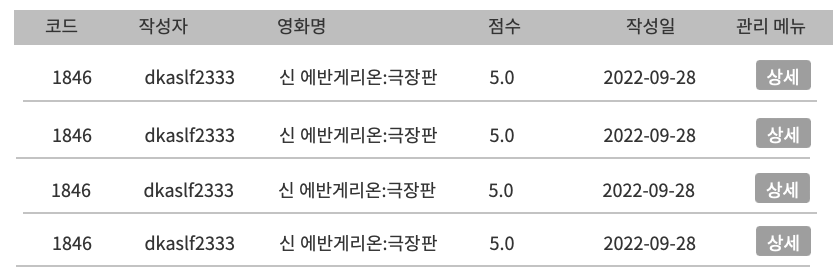 코드 작성자 영화명 점수 작성일 관리 메뉴
1846 dkaslf2333 신 에반게리온:극장판 5.0 2022-09-28 상세
1846 dkaslf2333 신 에반게리온:극장판 5.0 2022-09-28 상세
1846 dkaslf2333 신 에반게리온:극장판 5.0 2022-09-28 상세
1846 dkaslf2333 신 에반게리온:극장판 5.0 2022-09-28 상세